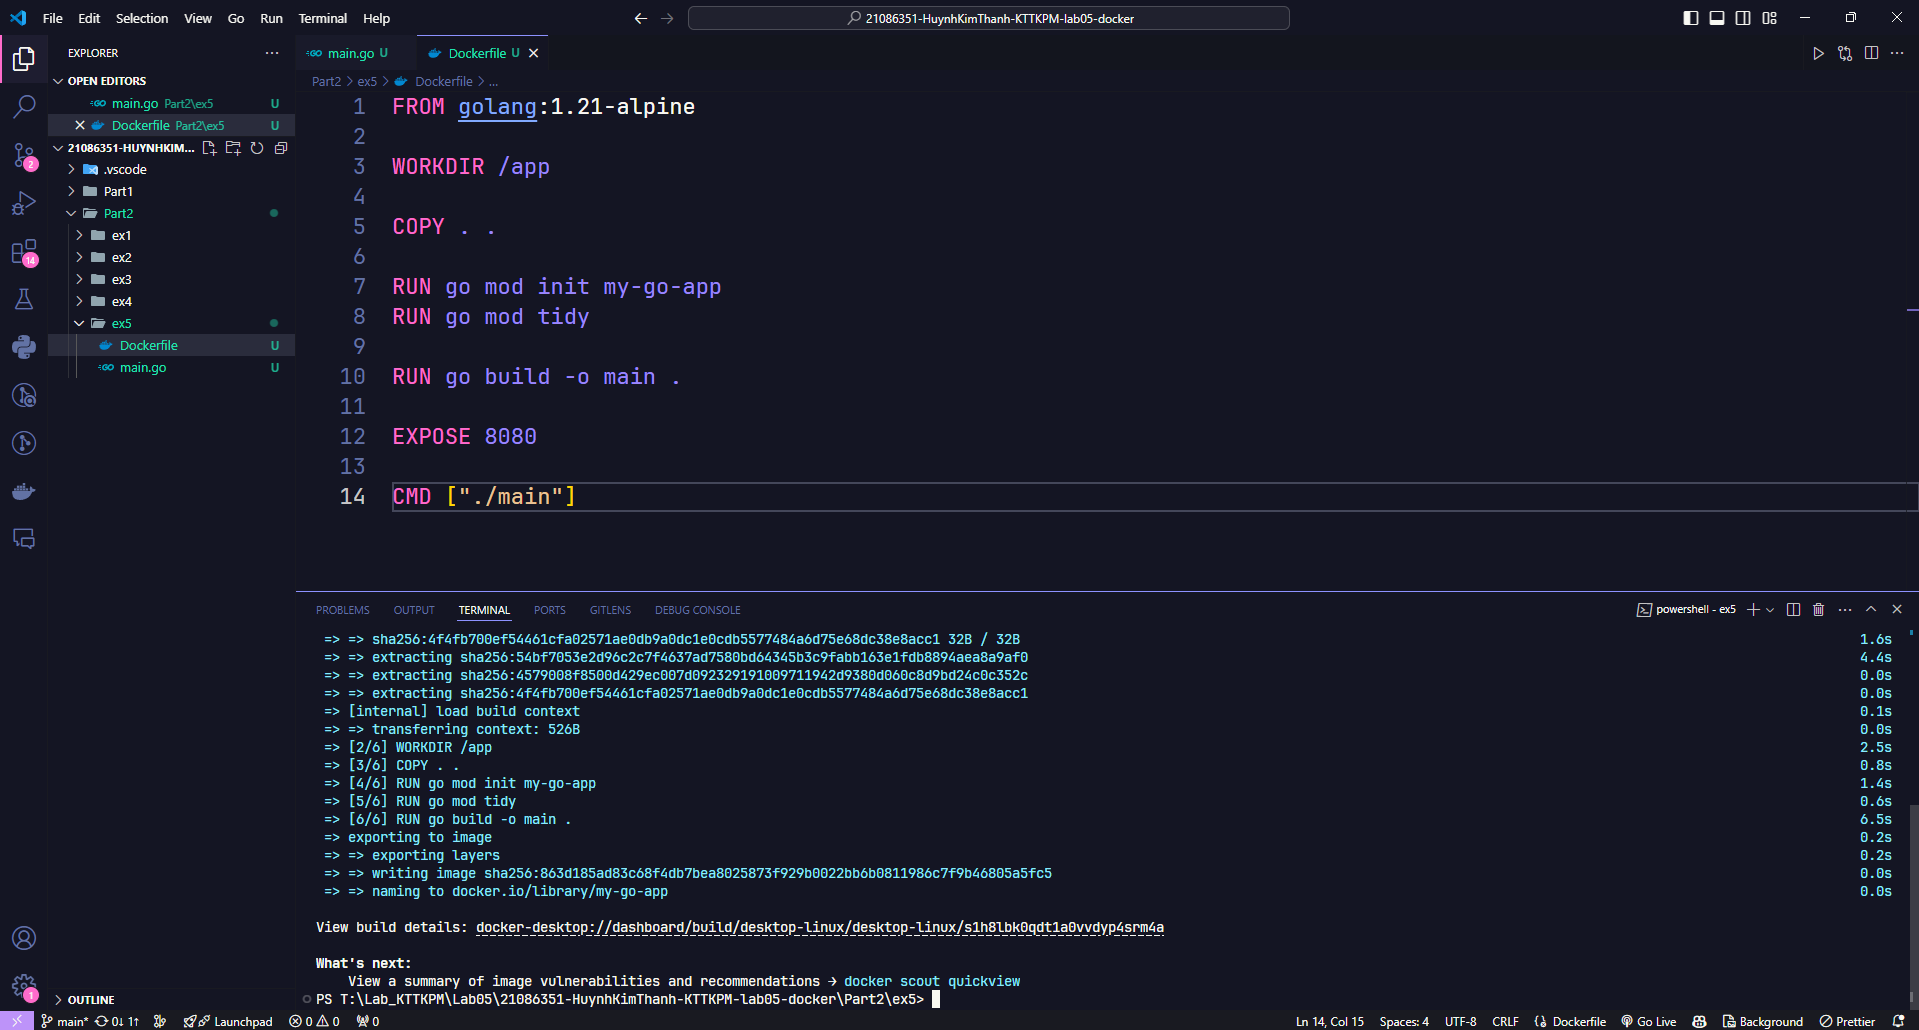 File Edit Selection View Go Run Terminal Help
21086351-HuynhKimThanh-KTTKPM-lab05-docker
EXPLORER
OPEN EDITORS
main.go Part2\ex5 U
Dockerfile Part2\ex5 U
21086351-HUYNHKIM...
.vscode
Part1
Part2
ex1
ex2
ex3
ex4
ex5
Dockerfile U
main.go U
OUTLINE
2
14
1
main.go U
Dockerfile U
Part2 > ex5 > Dockerfile > ...
1 FROM golang:1.21-alpine
2
3 WORKDIR /app
4
5 COPY . .
6
7 RUN go mod init my-go-app
8 RUN go mod tidy
9
10 RUN go build -o main .
11
12 EXPOSE 8080
13
14 CMD ["./main"]
PROBLEMS OUTPUT TERMINAL PORTS GITLENS DEBUG CONSOLE
powershell - ex5
=> => sha256:4f4fb700ef54461cfa02571ae0db9a0dc1e0cdb5577484a6d75e68dc38e8acc1 32B / 32B 1.6s
=> => extracting sha256:54bf7053e2d96c2c7f4637ad7580bd64345b3c9fabb163e1fdb8894aea8a9af0 4.4s
=> => extracting sha256:4579008f8500d429ec007d092329191009711942d9380d060c8d9bd24c0c352c 0.0s
=> => extracting sha256:4f4fb700ef54461cfa02571ae0db9a0dc1e0cdb5577484a6d75e68dc38e8acc1 0.0s
=> [internal] load build context 0.1s
=> => transferring context: 526B 0.0s
=> [2/6] WORKDIR /app 2.5s
=> [3/6] COPY . . 0.8s
=> [4/6] RUN go mod init my-go-app 1.4s
=> [5/6] RUN go mod tidy 0.6s
=> [6/6] RUN go build -o main . 6.5s
=> exporting to image 0.2s
=> => exporting layers 0.2s
=> => writing image sha256:863d185ad83c68f4db7bea8025873f929b0022bb6b0811986c7f9b46805a5fc5 0.0s
=> => naming to docker.io/library/my-go-app 0.0s
View build details: docker-desktop://dashboard/build/desktop-linux/desktop-linux/s1h8lbk0qdt1a0vvdyp4srm4a
What's next:
View a summary of image vulnerabilities and recommendations → docker scout quickview
PS T:\Lab_KTTKPM\Lab05\21086351-HuynhKimThanh-KTTKPM-lab05-docker\Part2\ex5>
main* 0↓ 1↑ Launchpad 0 0 0 Ln 14, Col 15 Spaces: 4 UTF-8 CRLF Dockerfile Go Live Background Prettier